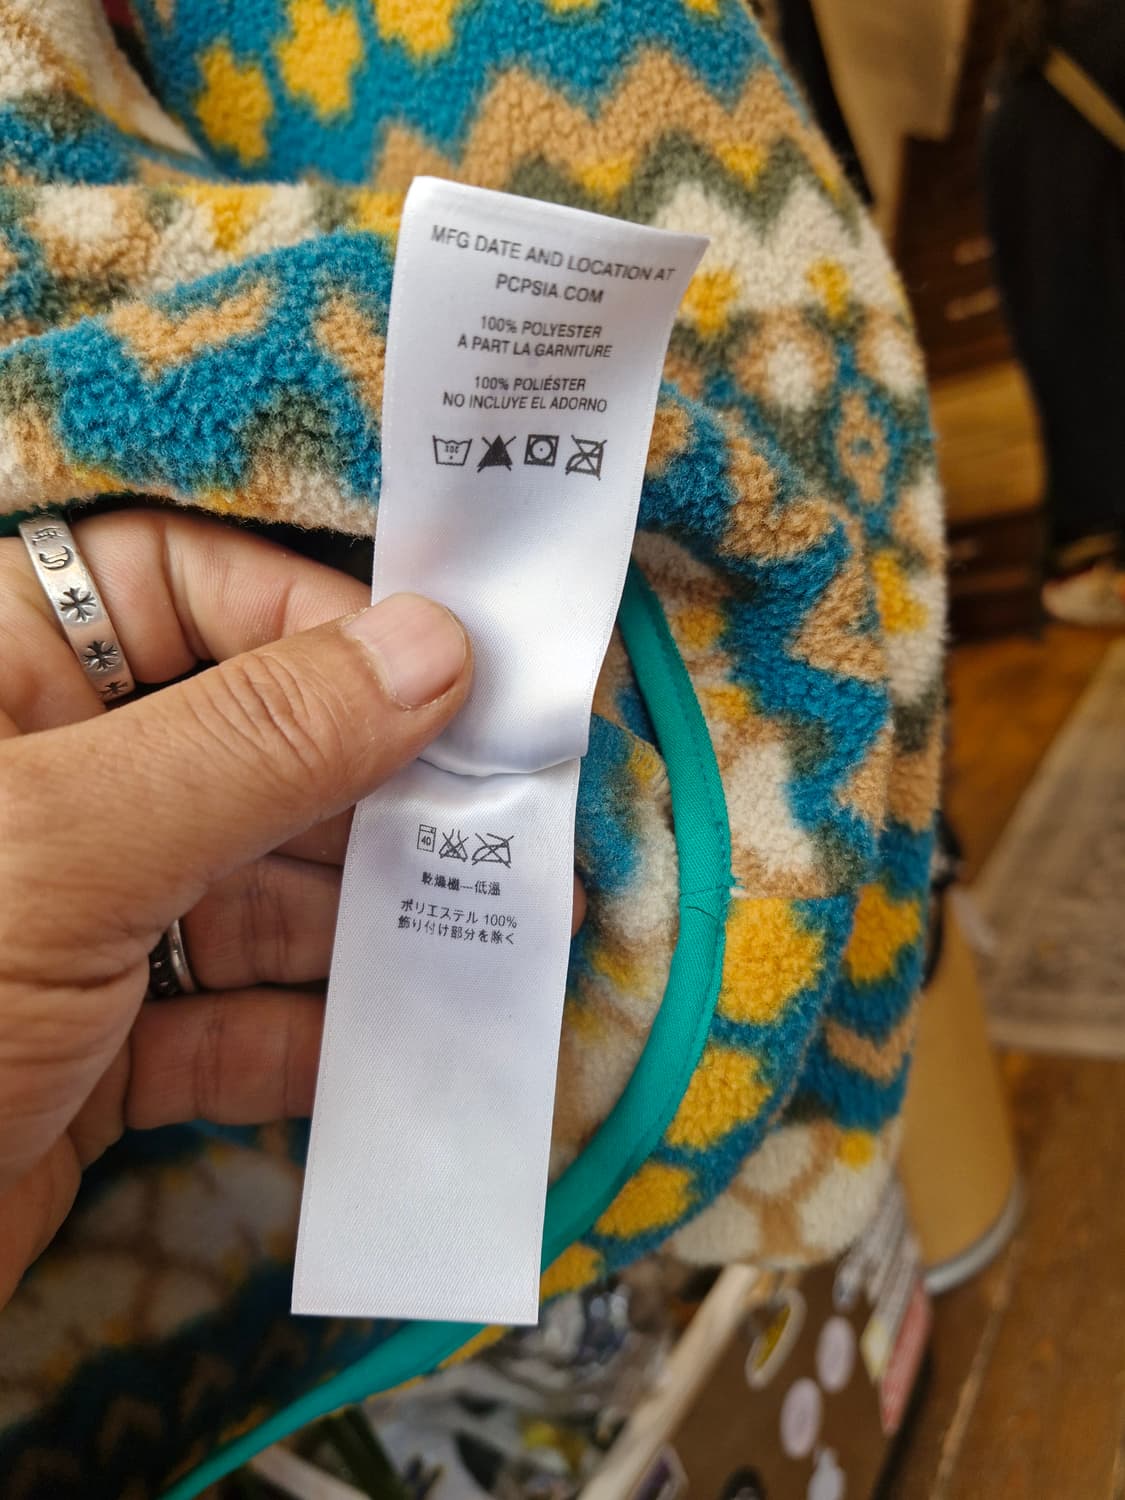 MFG DATE AND LOCATION AT
PCPSIA.COM
100% POLYESTER
À PART LA GARNITURE
100% POLIÉSTER
NO INCLUYE EL ADORNO
40
乾燥機—低温
ポリエステル 100%
飾り付け部分を除く